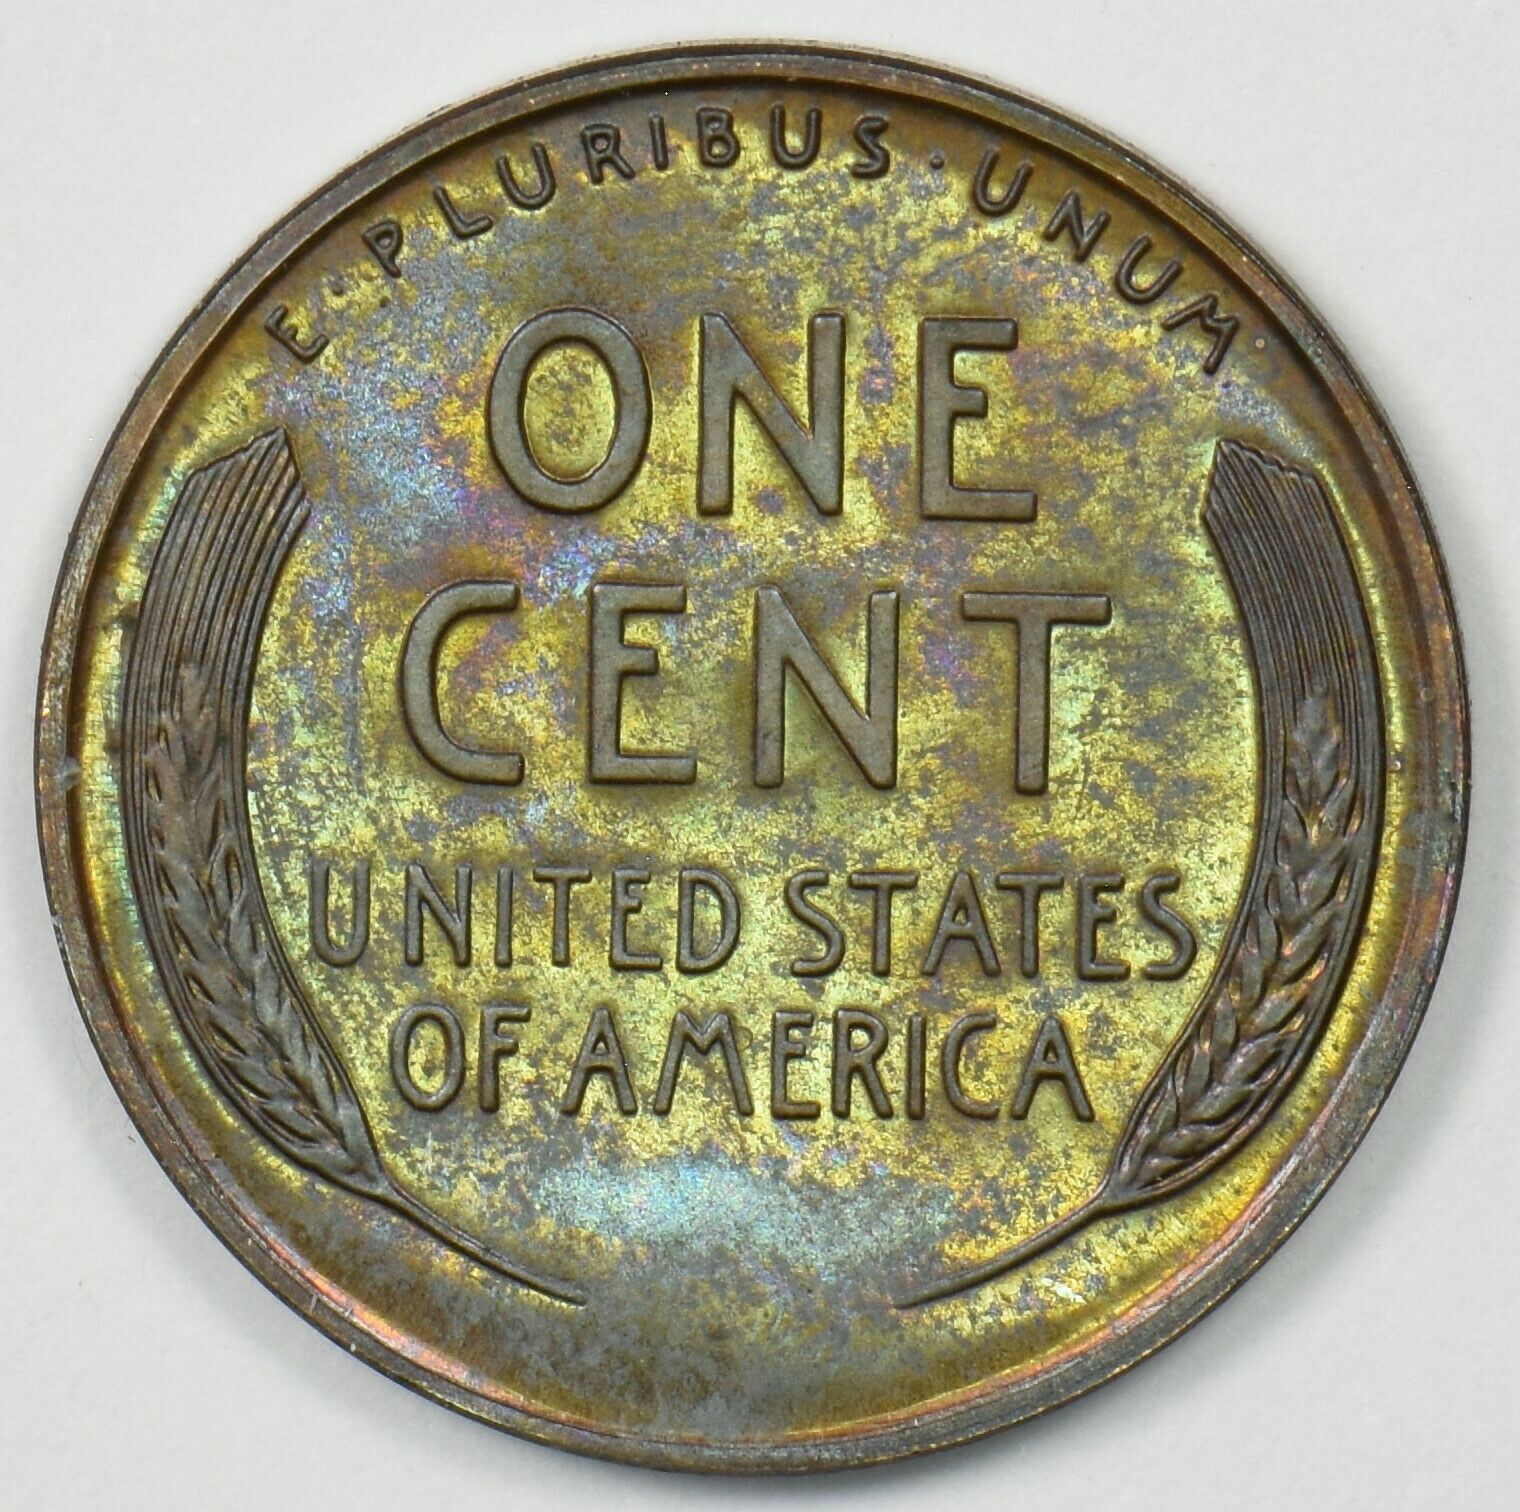 E · PLURIBUS · UNUM
ONE
CENT
UNITED STATES
OF AMERICA